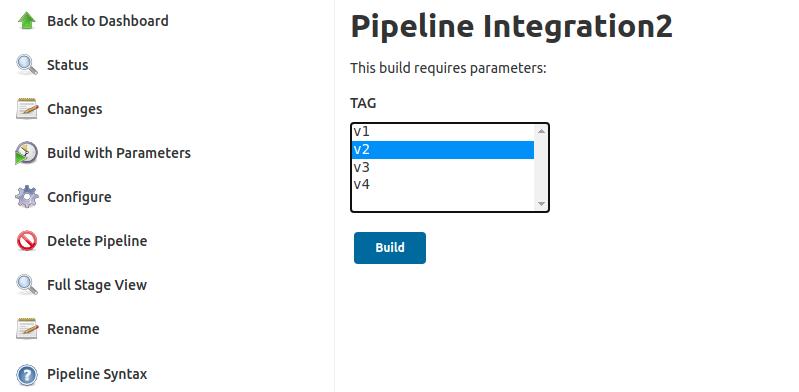 Back to Dashboard
Status
Changes
Build with Parameters
Configure
Delete Pipeline
Full Stage View
Rename
Pipeline Syntax
Pipeline Integration2
This build requires parameters:
TAG
v1
v2
v3
v4
Build